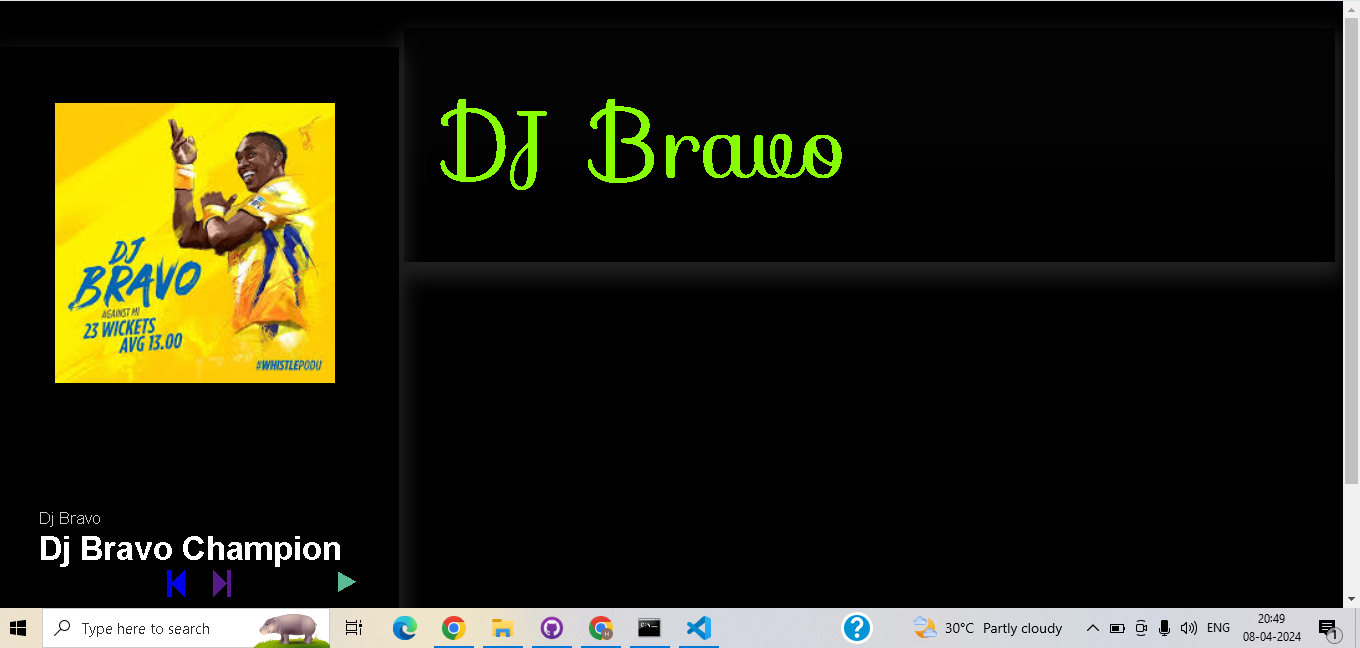 DJ Bravo
DJ
BRAVO
AGAINST MI
23 WICKETS
AVG 13.00
#WHISTLEPODU
Dj Bravo
Dj Bravo Champion
Type here to search
30°C Partly cloudy
ENG
20:49
08-04-2024
1